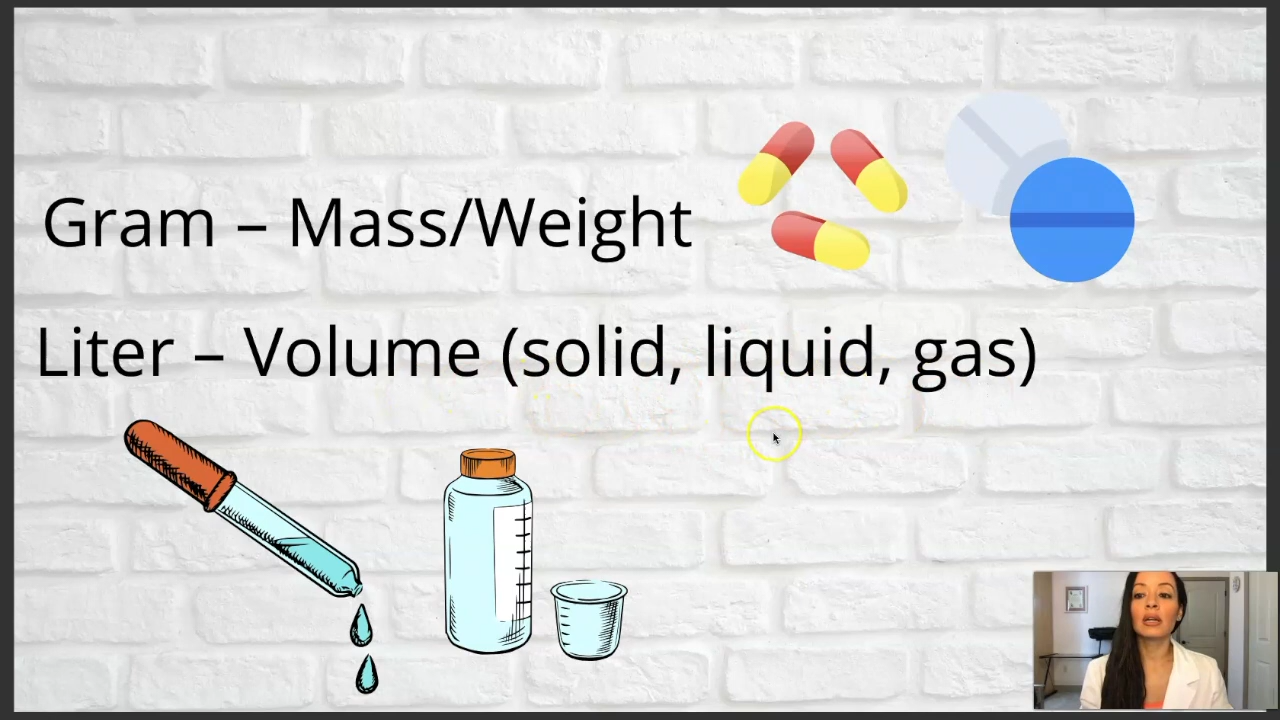 Gram – Mass/Weight
Liter – Volume (solid, liquid, gas)